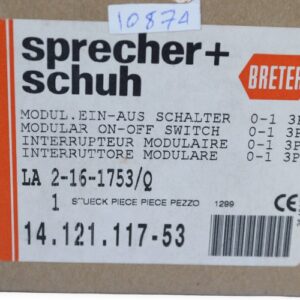 10874
sprecher+
schuh
BRETER
MODUL.EIN-AUS SCHALTER 0-1 3P
MODULAR ON-OFF SWITCH 0-1 3P
INTERRUPTEUR MODULAIRE 0-1 3P
INTERRUTTORE MODULARE 0-1 3P
LA 2-16-1753/Q
1 STUECK PIECE PIECE PEZZO 1299
CE
14.121.117-53